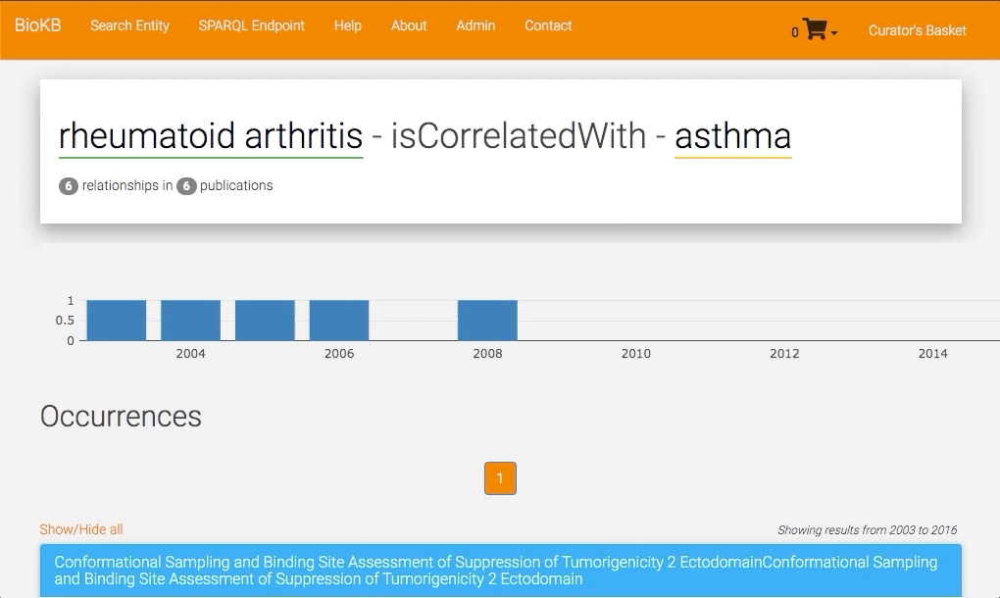 BioKB Search Entity SPARQL Endpoint Help About Admin Contact 0 Curator's Basket
rheumatoid arthritis - isCorrelatedWith - asthma
6 relationships in 6 publications
1
0.5
0
2004 2006 2008 2010 2012 2014
Occurrences
1
Show/Hide all Showing results from 2003 to 2016
Conformational Sampling and Binding Site Assessment of Suppression of Tumorigenicity 2 EctodomainConformational Sampling
and Binding Site Assessment of Suppression of Tumorigenicity 2 Ectodomain